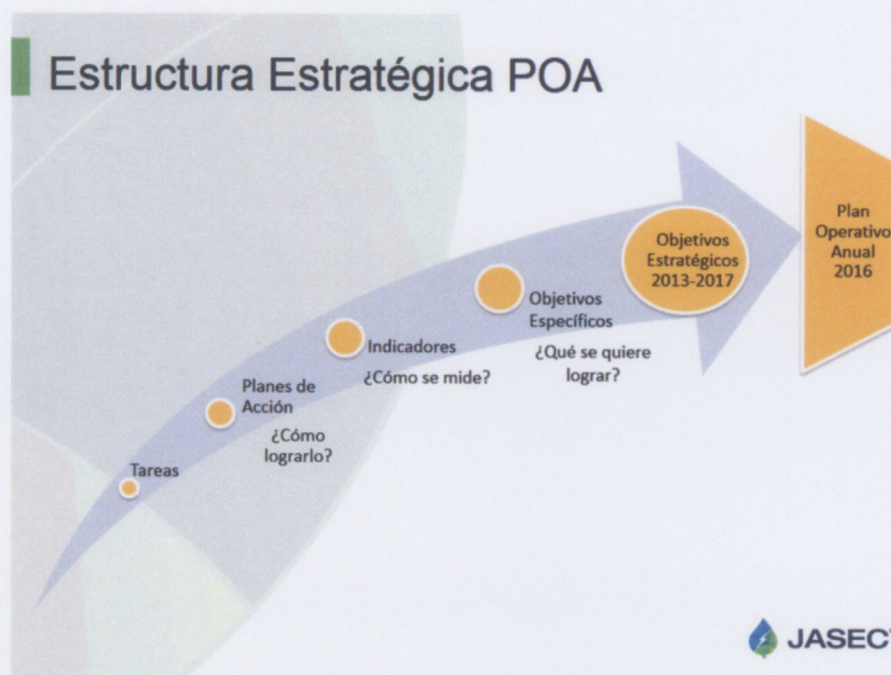 Estructura Estratégica POA
Plan
Operativo
Anual
2016
Objetivos
Estratégicos
2013-2017
Objetivos
Específicos
¿Qué se quiere
lograr?
Indicadores
¿Cómo se mide?
Planes de
Acción
¿Cómo
lograrlo?
Tareas
JASEC